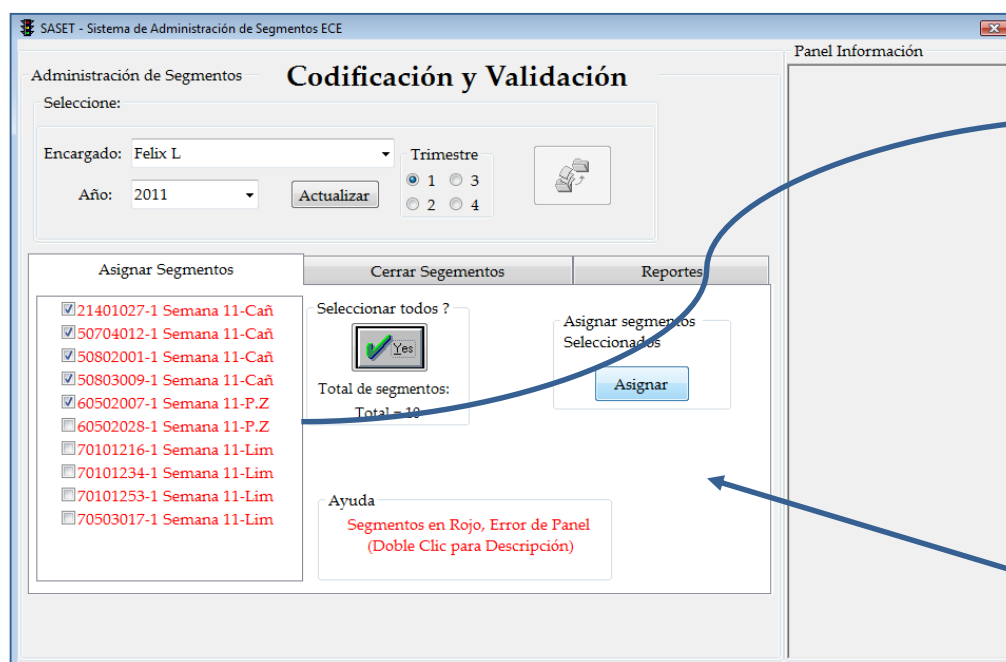 SASET - Sistema de Administración de Segmentos ECE
Panel Información
Administración de Segmentos
Codificación y Validación
Seleccione:
Encargado: Felix L
Trimestre
1 3
2 4
Año: 2011
Actualizar
Asignar Segmentos
Cerrar Segementos
Reportes
21401027-1 Semana 11-Cañ
50704012-1 Semana 11-Cañ
50802001-1 Semana 11-Cañ
50803009-1 Semana 11-Cañ
60502007-1 Semana 11-P.Z
60502028-1 Semana 11-P.Z
70101216-1 Semana 11-Lim
70101234-1 Semana 11-Lim
70101253-1 Semana 11-Lim
70503017-1 Semana 11-Lim
Seleccionar todos ?
Yes
Total de segmentos:
Total = 10
Asignar segmentos
Seleccionados
Asignar
Ayuda
Segmentos en Rojo, Error de Panel
(Doble Clic para Descripción)